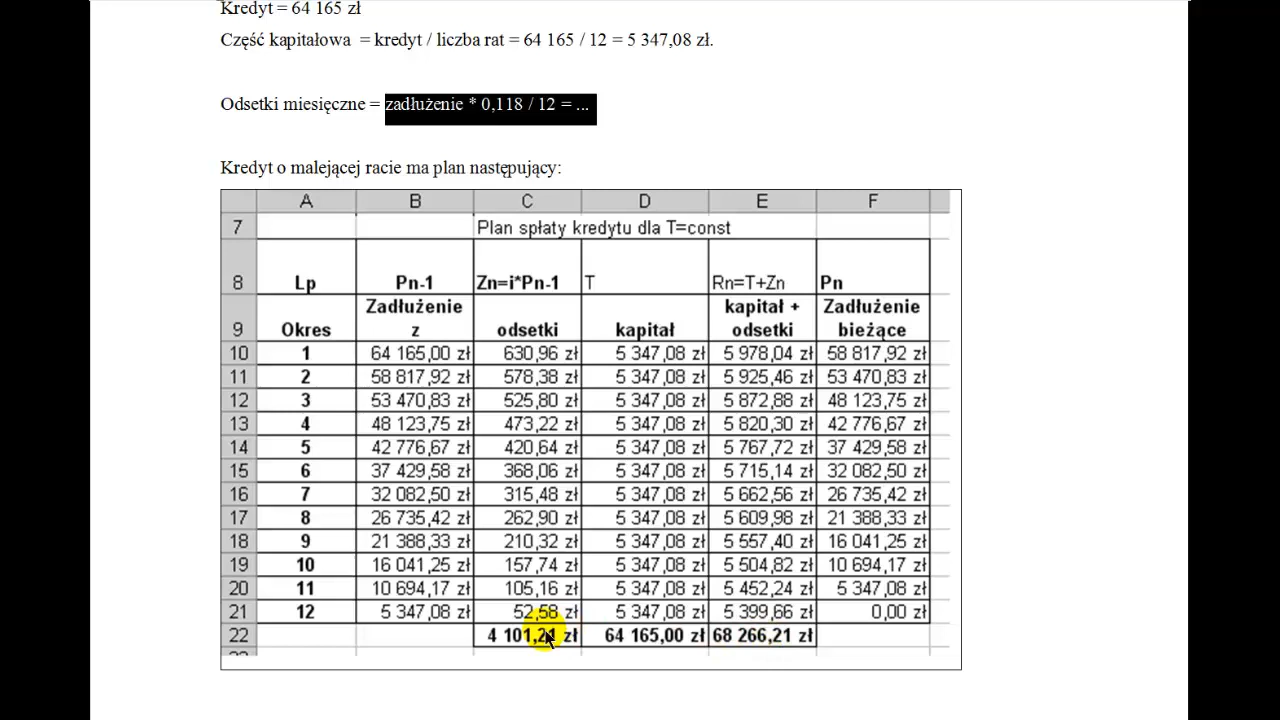 Kredyt = 64 165 zł
Część kapitałowa = kredyt / liczba rat = 64 165 / 12 = 5 347,08 zł.
Odsetki miesięczne = zadłużenie * 0,118 / 12 = ...
Kredyt o malejącej racie ma plan następujący:
A B C D E F
7 Plan spłaty kredytu dla T=const
8 Lp Pn-1 Zn=i*Pn-1 T Rn=T+Zn Pn
Zadłużenie kapitał + Zadłużenie
9 Okres z odsetki kapitał odsetki bieżące
10 1 64 165,00 zł 630,96 zł 5 347,08 zł 5 978,04 zł 58 817,92 zł
11 2 58 817,92 zł 578,38 zł 5 347,08 zł 5 925,46 zł 53 470,83 zł
12 3 53 470,83 zł 525,80 zł 5 347,08 zł 5 872,88 zł 48 123,75 zł
13 4 48 123,75 zł 473,22 zł 5 347,08 zł 5 820,30 zł 42 776,67 zł
14 5 42 776,67 zł 420,64 zł 5 347,08 zł 5 767,72 zł 37 429,58 zł
15 6 37 429,58 zł 368,06 zł 5 347,08 zł 5 715,14 zł 32 082,50 zł
16 7 32 082,50 zł 315,48 zł 5 347,08 zł 5 662,56 zł 26 735,42 zł
17 8 26 735,42 zł 262,90 zł 5 347,08 zł 5 609,98 zł 21 388,33 zł
18 9 21 388,33 zł 210,32 zł 5 347,08 zł 5 557,40 zł 16 041,25 zł
19 10 16 041,25 zł 157,74 zł 5 347,08 zł 5 504,82 zł 10 694,17 zł
20 11 10 694,17 zł 105,16 zł 5 347,08 zł 5 452,24 zł 5 347,08 zł
21 12 5 347,08 zł 52,58 zł 5 347,08 zł 5 399,66 zł 0,00 zł
22 4 101,21 zł 64 165,00 zł 68 266,21 zł